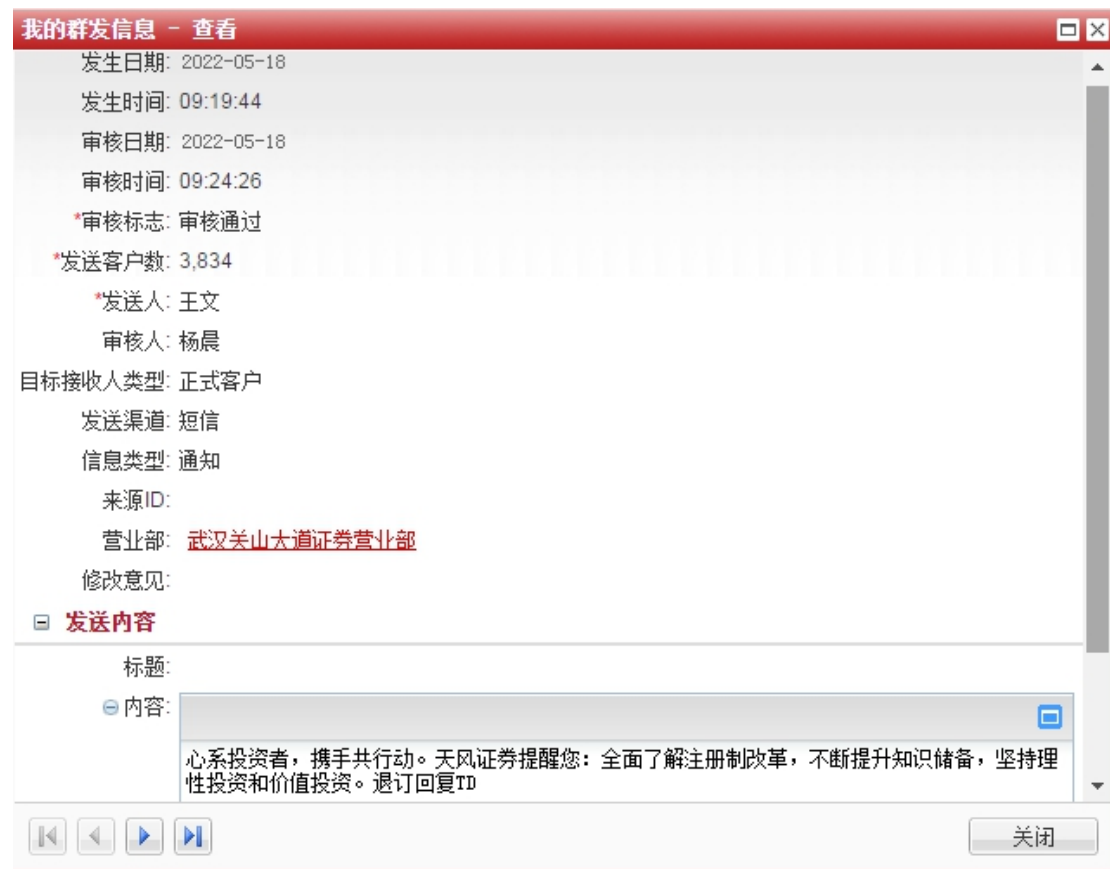 我的群发信息 - 查看
发生日期: 2022-05-18
发生时间: 09:19:44
审核日期: 2022-05-18
审核时间: 09:24:26
*审核标志: 审核通过
*发送客户数: 3,834
*发送人: 王文
审核人: 杨晨
目标接收人类型: 正式客户
发送渠道: 短信
信息类型: 通知
来源ID:
营业部: 武汉关山大道证券营业部
修改意见:
发送内容
标题:
内容:
心系投资者，携手共行动。天风证券提醒您：全面了解注册制改革，不断提升知识储备，坚持理
性投资和价值投资。退订回复TD
关闭